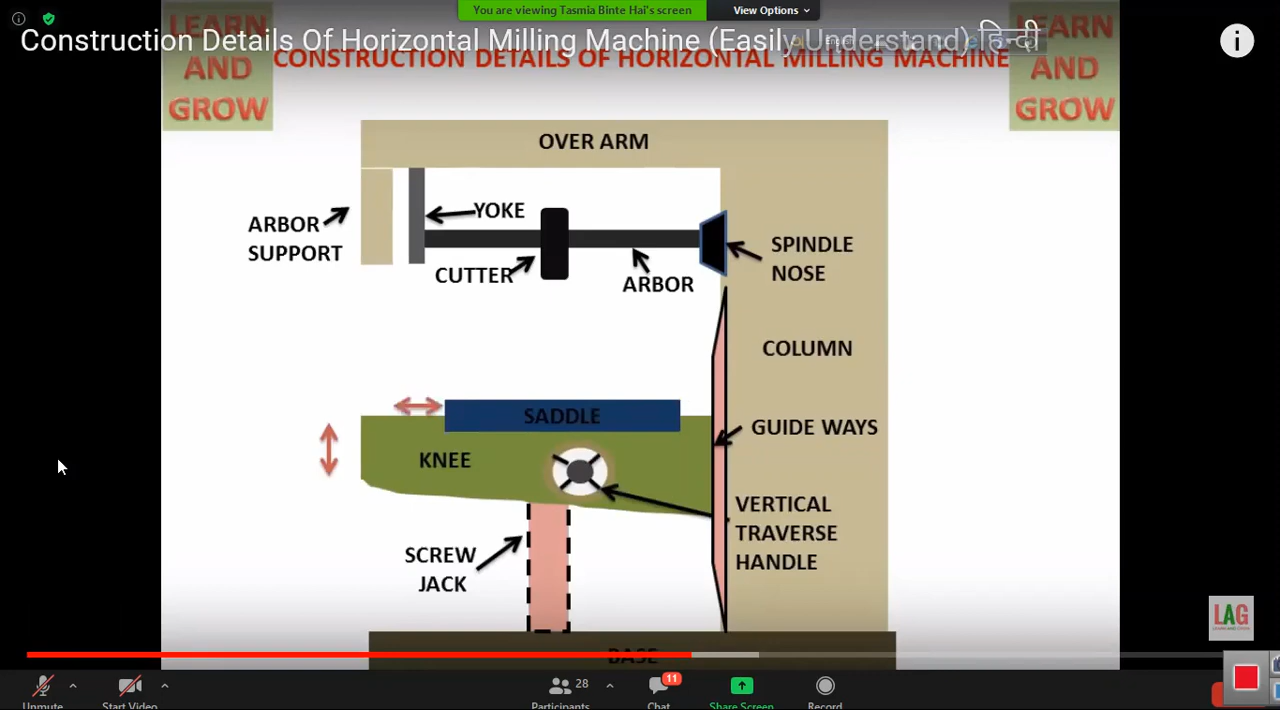 You are viewing Tasmia Binte Hai's screen
View Options
Construction Details Of Horizontal Milling Machine (Easily Understand) हिन्दी
LEARN
AND
GROW
CONSTRUCTION DETAILS OF HORIZONTAL MILLING MACHINE
LEARN
AND
GROW
OVER ARM
ARBOR
SUPPORT
YOKE
CUTTER
ARBOR
SPINDLE
NOSE
COLUMN
SADDLE
GUIDE WAYS
KNEE
VERTICAL
TRAVERSE
HANDLE
SCREW
JACK
LAG
BASE
Unmute
Start Video
28
Participants
11
Chat
Share Screen
Record